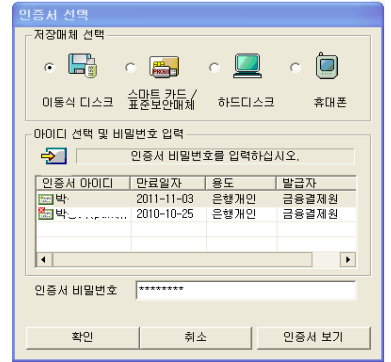 인증서 선택
저장매체 선택
이동식 디스크 스마트 카드 / 표준보안매체 하드디스크 휴대폰
아이디 선택 및 비밀번호 입력
인증서 비밀번호를 입력하십시오.
인증서 아이디 만료일자 용도 발급자
박 2011-11-03 은행개인 금융결제원
박 2010-10-25 은행개인 금융결제원
인증서 비밀번호 ********
확인 취소 인증서 보기